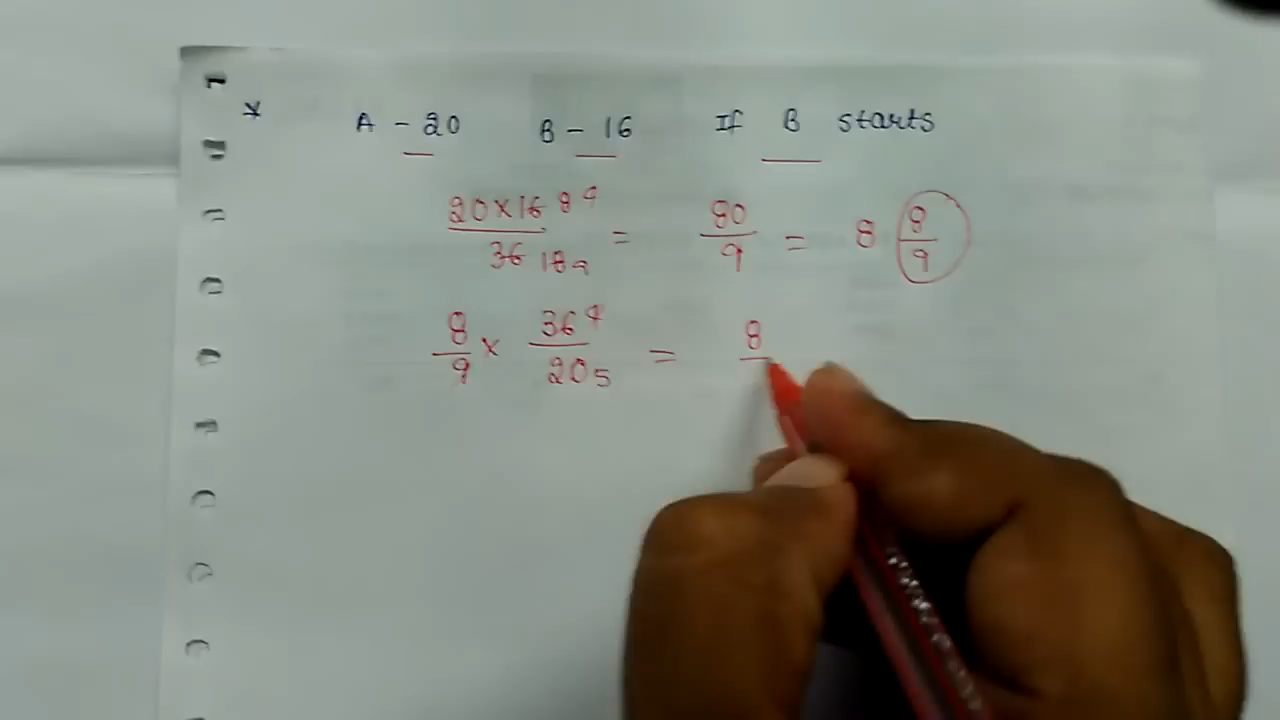 * A - 20 B - 16 If B starts
20×16 8 4 / 36 18 9 = 80/9 = 8 8/9
8/9 × 36 4 / 20 5 = 8